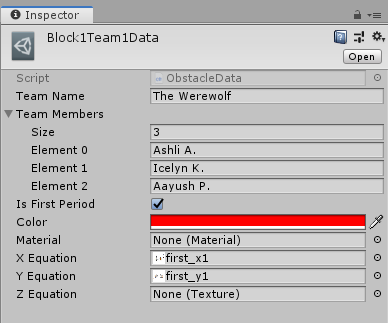 Inspector
Block1Team1Data
Open
Script ObstacleData
Team Name The Werewolf
Team Members
Size 3
Element 0 Ashli A.
Element 1 Icelyn K.
Element 2 Aayush P.
Is First Period
Color
Material None (Material)
X Equation first_x1
Y Equation first_y1
Z Equation None (Texture)